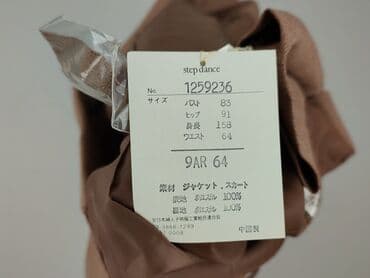 step dance
No. 1259236
サイズ バスト 83
ヒップ 91
身長 158
ウエスト 64
9AR 64
素材 ジャケット、スカート
表地 ポリエステル 100%
裏地 ポリエステル 100%
中国製